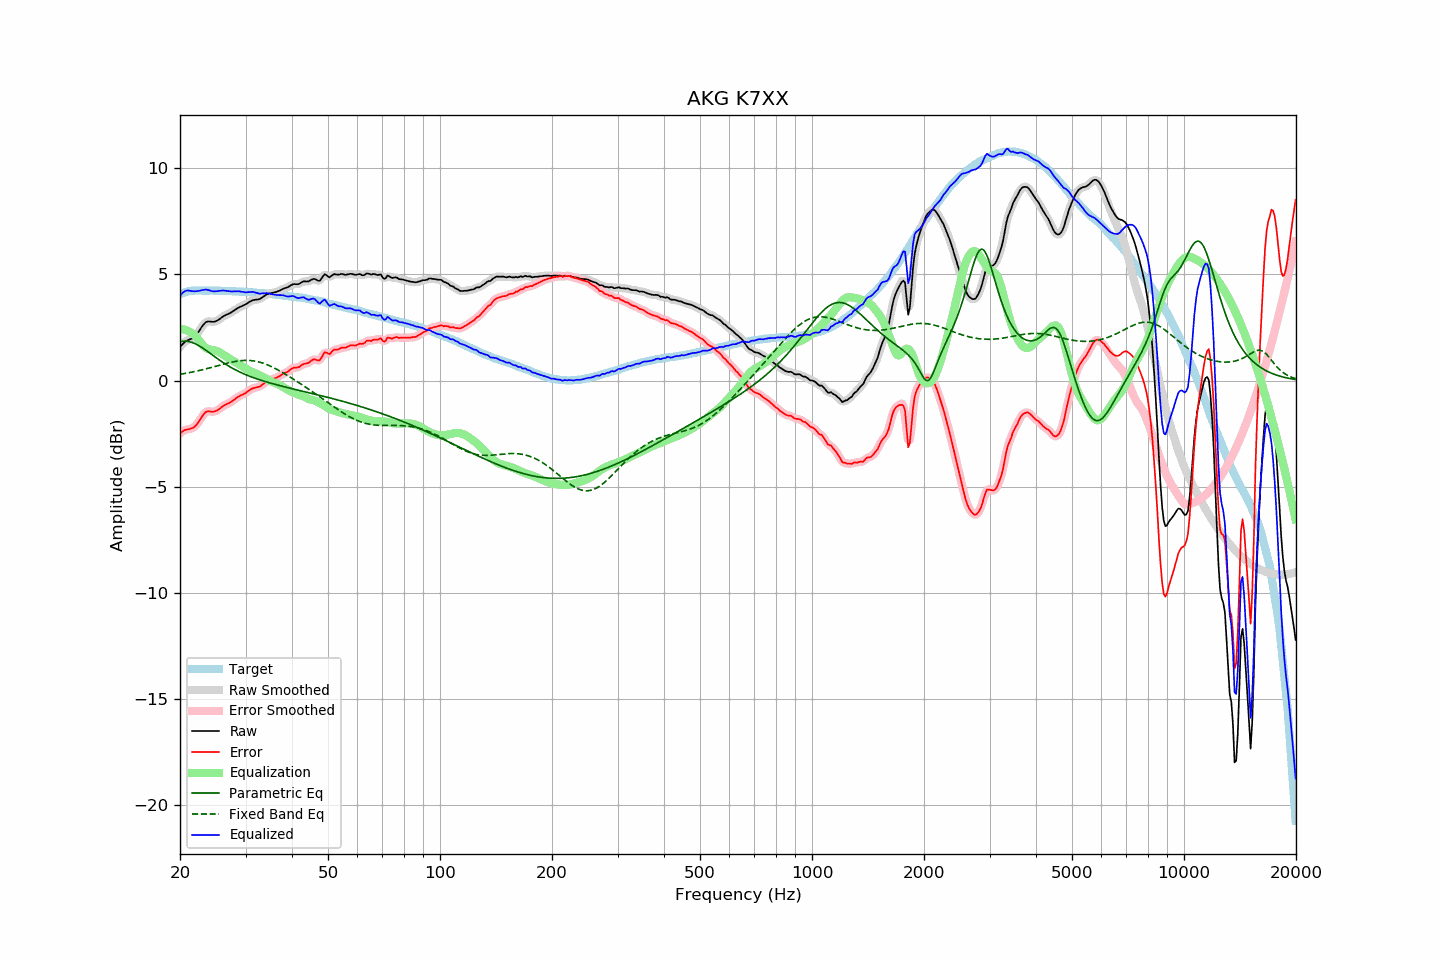 AKG K7XX
Amplitude (dBr)
10
5
0
−5
−10
−15
−20
Target
Raw Smoothed
Error Smoothed
Raw
Error
Equalization
Parametric Eq
Fixed Band Eq
Equalized
20 50 100 200 500 1000 2000 5000 10000 20000
Frequency (Hz)